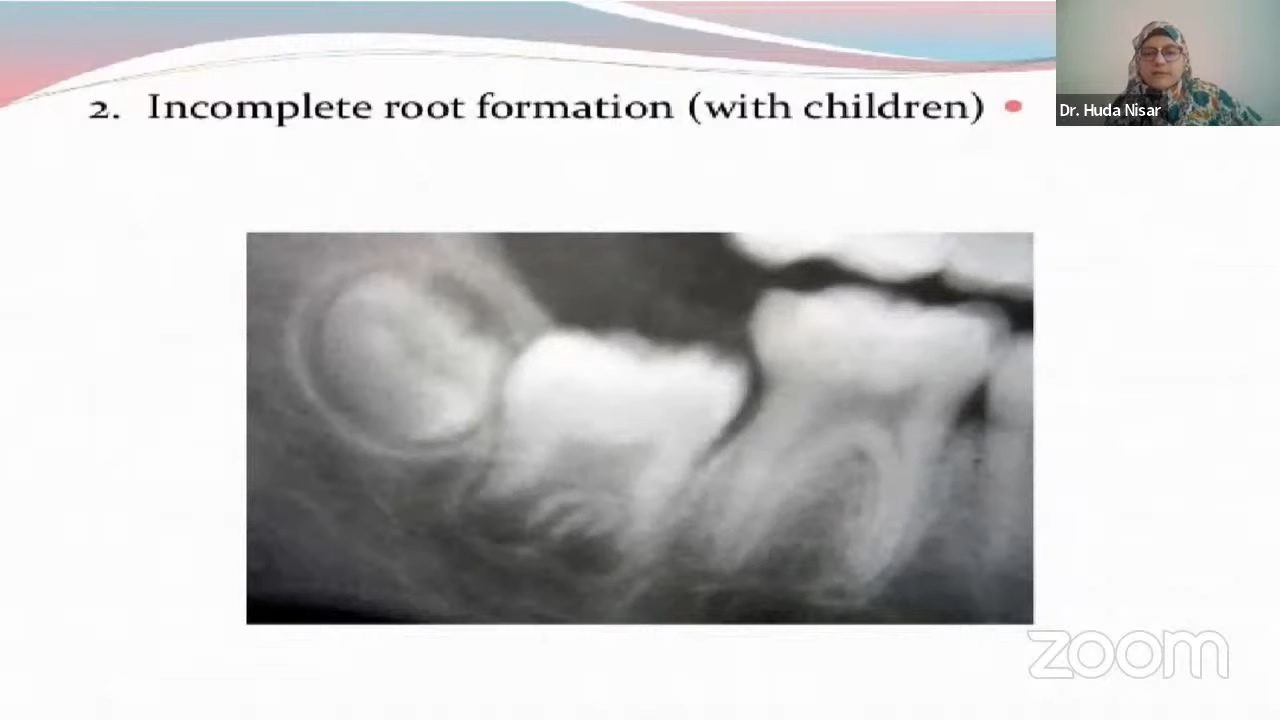 2. Incomplete root formation (with children) •
Dr. Huda Nisar
zoom